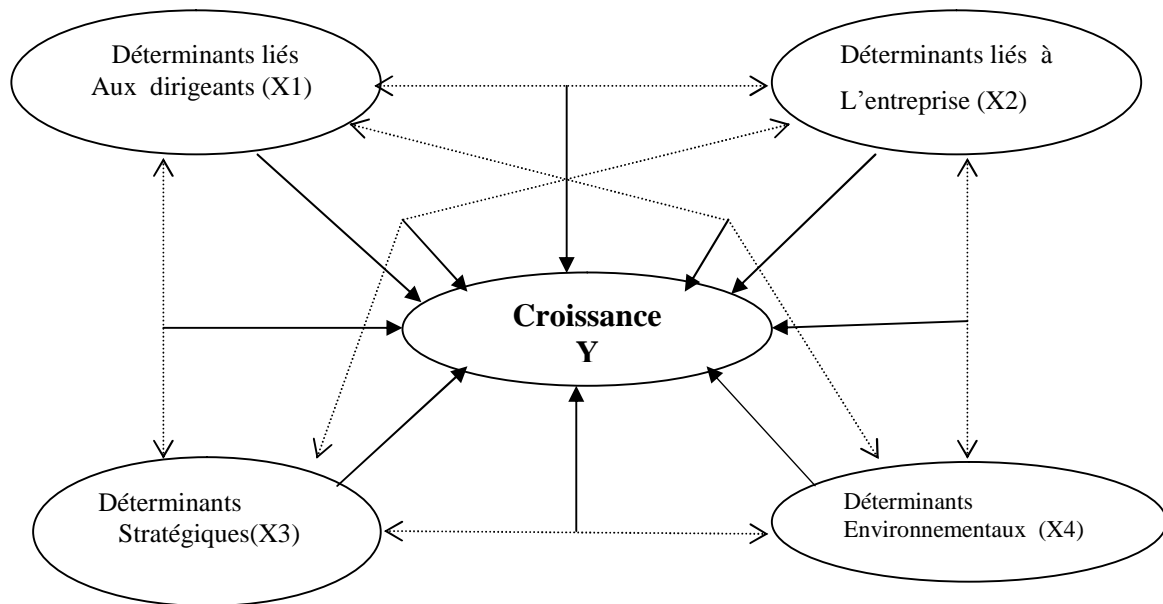 Déterminants liés
Aux dirigeants (X1)
Déterminants liés à
L’entreprise (X2)
Croissance
Y
Déterminants
Stratégiques(X3)
Déterminants
Environnementaux (X4)